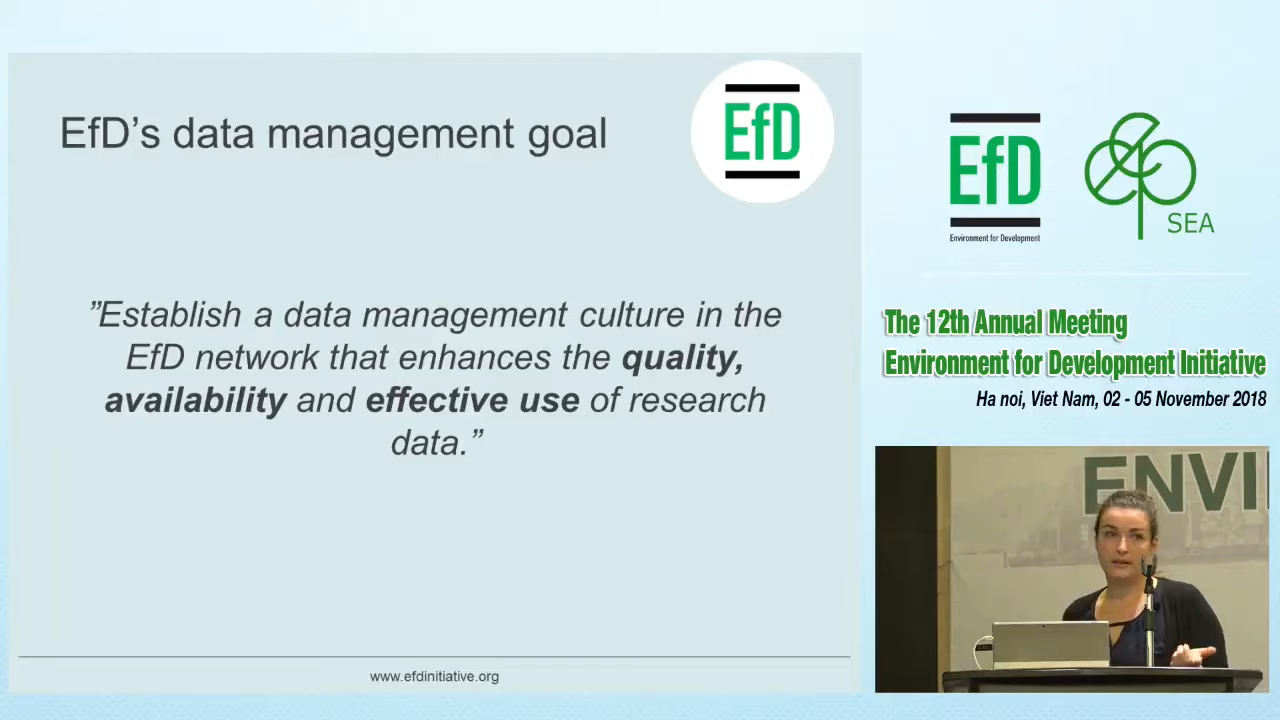 EfD's data management goal
EfD
"Establish a data management culture in the
EfD network that enhances the quality,
availability and effective use of research
data."
www.efdinitiative.org
EfD
Environment for Development
SEA
The 12th Annual Meeting
Environment for Development Initiative
Ha noi, Viet Nam, 02 - 05 November 2018
ENVI